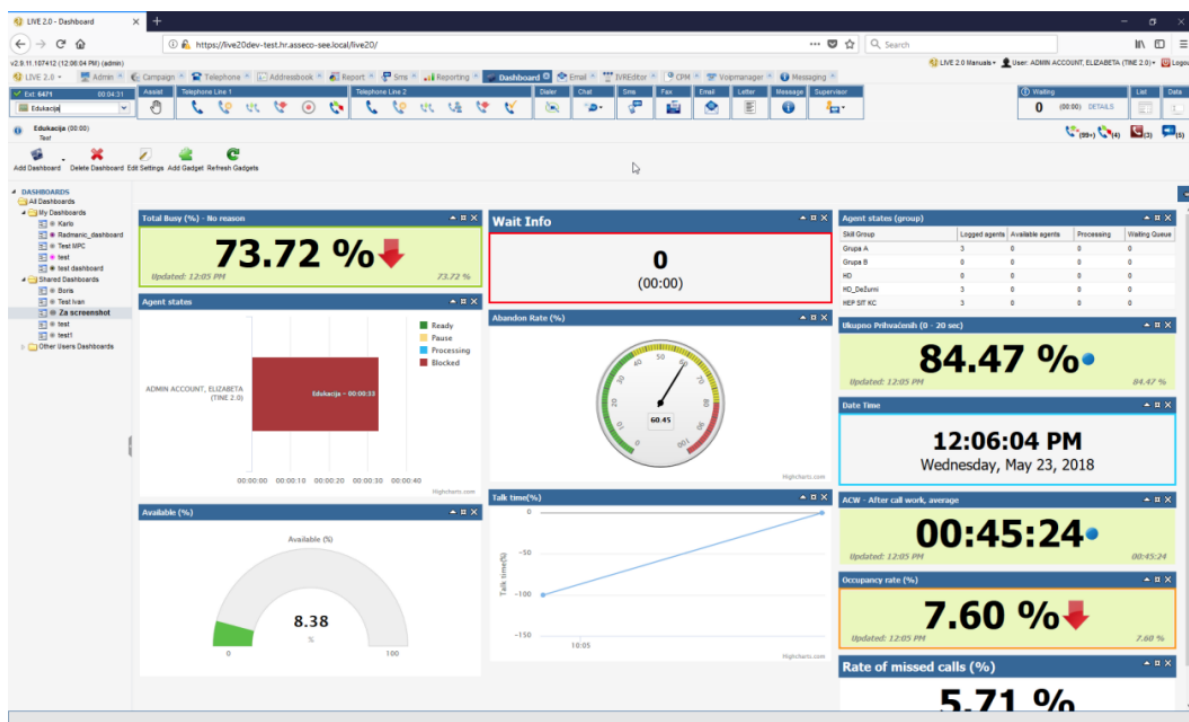 LIVE 2.0 - Dashboard
https://live20dev-test.hr.asseco-see.local/live20/
Search
v2.9.11.107412 (12:06:04 PM) (admin)
LIVE 2.0
Admin
Campaign
Telephone
Addressbook
Report
Sms
Reporting
Dashboard
Email
IVREditor
CPM
Voipmanager
Messaging
LIVE 2.0 Manuals
User: ADMIN ACCOUNT, ELIZABETA (TINE 2.0)
Logou
Ext. 6471 00:04:31
Assist
Telephone Line 1
Telephone Line 2
Dialer
Chat
Sms
Fax
Email
Letter
Message
Supervisor
Waiting
List
Data
Edukacija
0 (00:00) DETAILS
Edukacija (00:00)
Test
(99+)
(4)
(3)
(5)
Add Dashboard
Delete Dashboard
Edit Settings
Add Gadget
Refresh Gadgets
DASHBOARDS
All Dashboards
My Dashboards
Karlo
Radmanic_dashboard
Test MPC
test
test dashboard
Shared Dashboards
Boris
Test Ivan
Za screenshot
test
test1
Other Users Dashboards
Total Busy (%) - No reason
73.72 %
Updated: 12:05 PM
73.72 %
Agent states
Ready
Pause
Processing
Blocked
ADMIN ACCOUNT, ELIZABETA
(TINE 2.0)
Edukacija - 00:00:33
00:00:00 00:00:10 00:00:20 00:00:30 00:00:40
Highcharts.com
Available (%)
Available (%)
8.38
%
0 100
Wait Info
0
(00:00)
Abandon Rate (%)
0 10 20 30 40 50 60 70 80 90 100
60.45
Highcharts.com
Talk time(%)
Talk time(%)
0
-50
-100
-150
10:05
Highcharts.com
Agent states (group)
Skill Group Logged agents Available agents Processing Waiting Queue
Grupa A 3 0 0 0
Grupa B 0 0 0 0
HD 0 0 0 0
HD_Dežurni 3 0 0 0
HEP SIT KC 3 0 0 0
Ukupno Prihvaćenih (0 - 20 sec)
84.47 %
Updated: 12:05 PM
84.47 %
Date Time
12:06:04 PM
Wednesday, May 23, 2018
ACW - After call work, average
00:45:24
Updated: 12:05 PM
00:45:24
Occupancy rate (%)
7.60 %
Updated: 12:05 PM
7.60 %
Rate of missed calls (%)
5.71 %